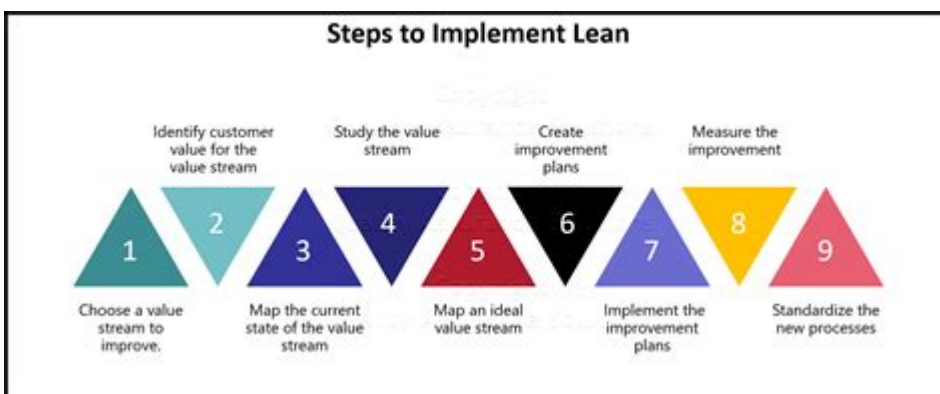 Steps to Implement Lean
Identify customer
value for the
value stream
Study the value
stream
Create
improvement
plans
Measure the
improvement
1
2
3
4
5
6
7
8
9
Choose a value
stream to
improve.
Map the current
state of the value
stream
Map an ideal
value stream
Implement the
improvement
plans
Standardize the
new processes